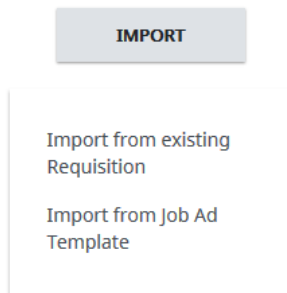 IMPORT
Import from existing
Requisition
Import from Job Ad
Template